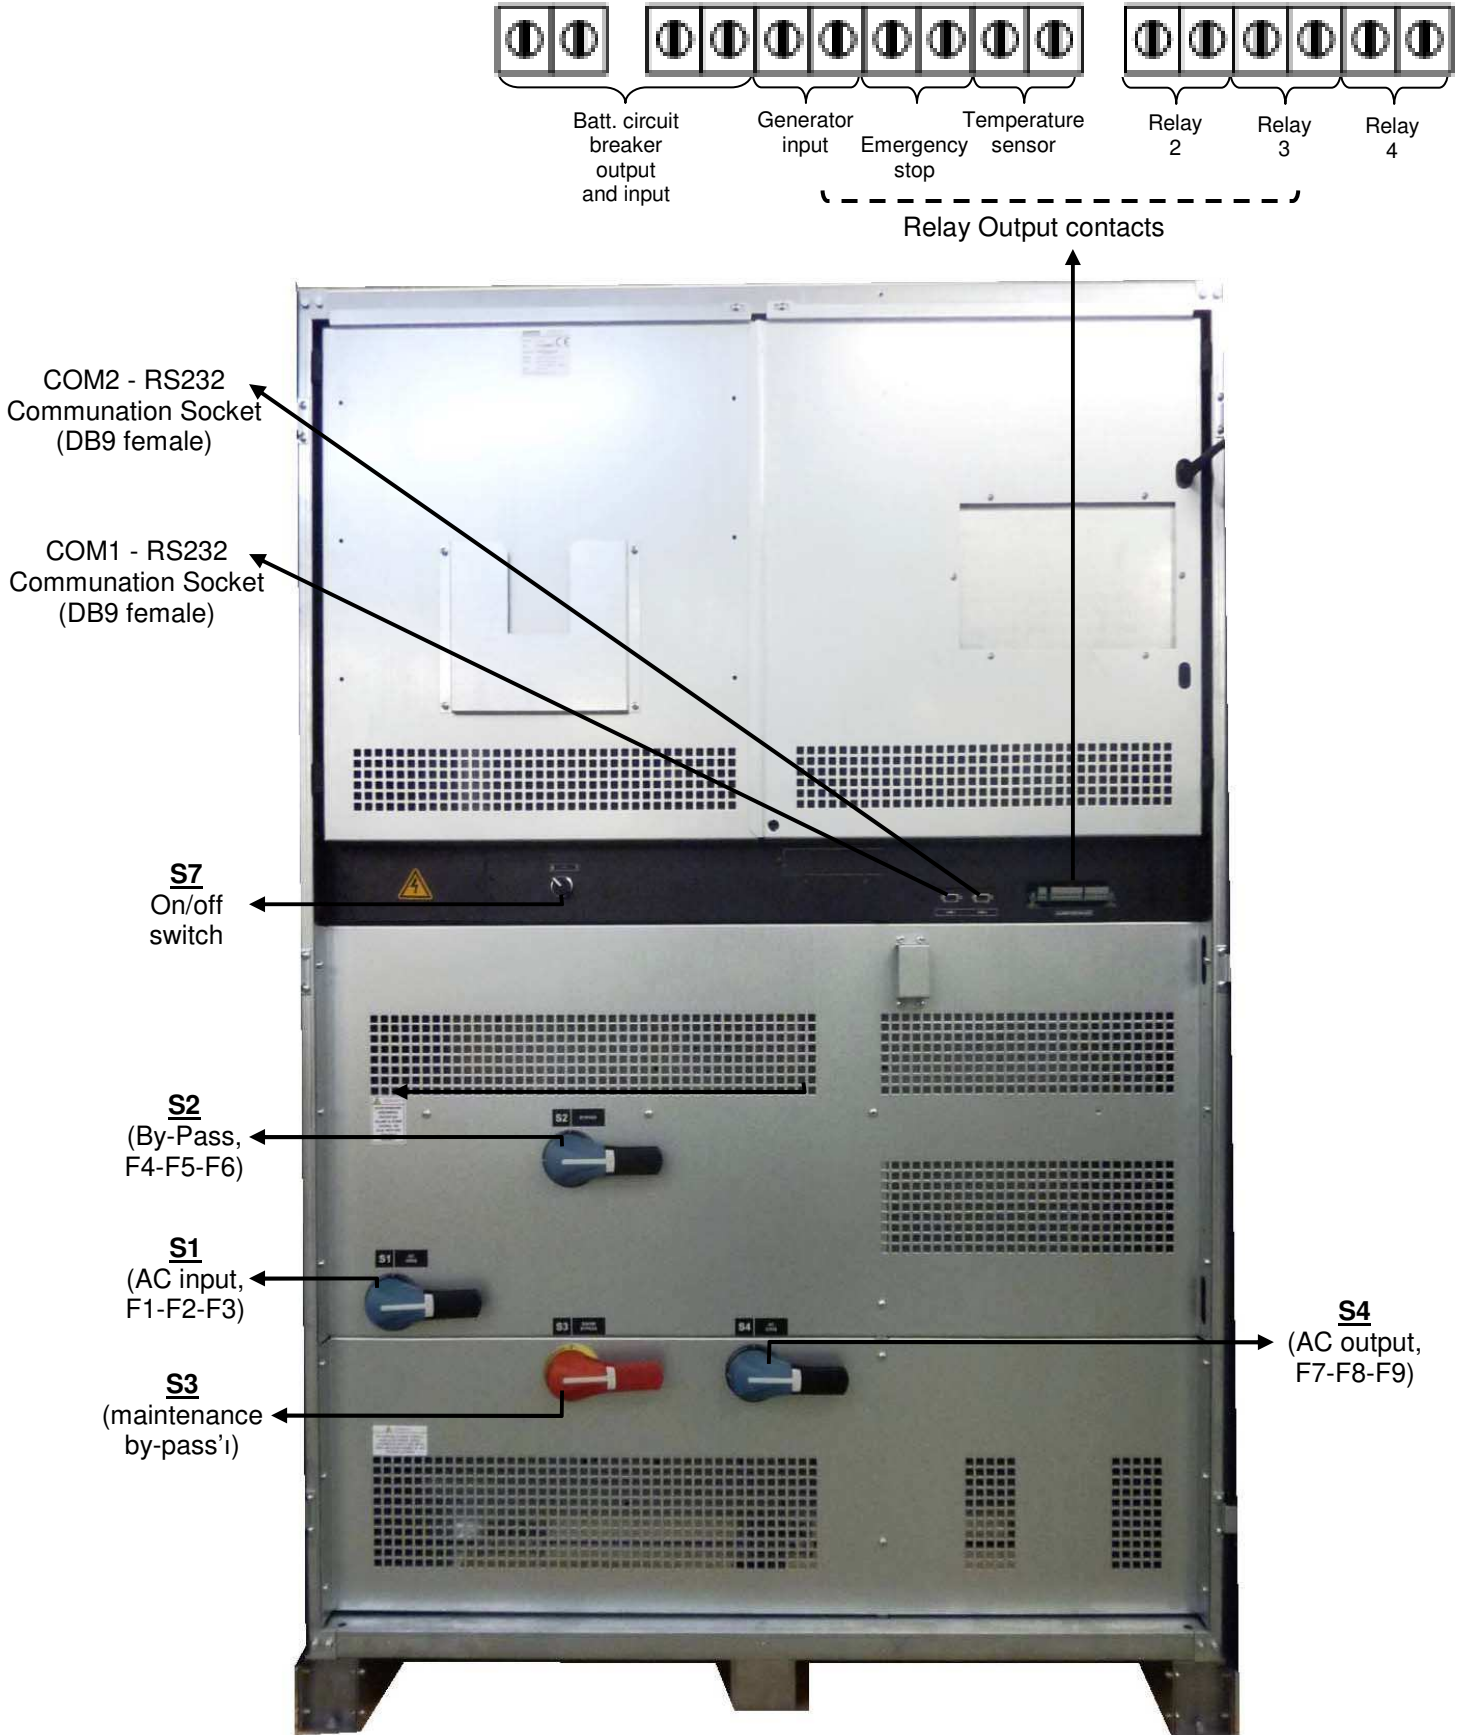 Batt. circuit
breaker
output
and input
Generator
input
Emergency
stop
Temperature
sensor
Relay
2
Relay
3
Relay
4
Relay Output contacts
COM2 - RS232
Communation Socket
(DB9 female)
COM1 - RS232
Communation Socket
(DB9 female)
S7
On/off
switch
S2
(By-Pass,
F4-F5-F6)
S2
BYPASS
S1
(AC input,
F1-F2-F3)
S1
S3
S4
S4
(AC output,
F7-F8-F9)
S3
(maintenance
by-pass'ı)
CE